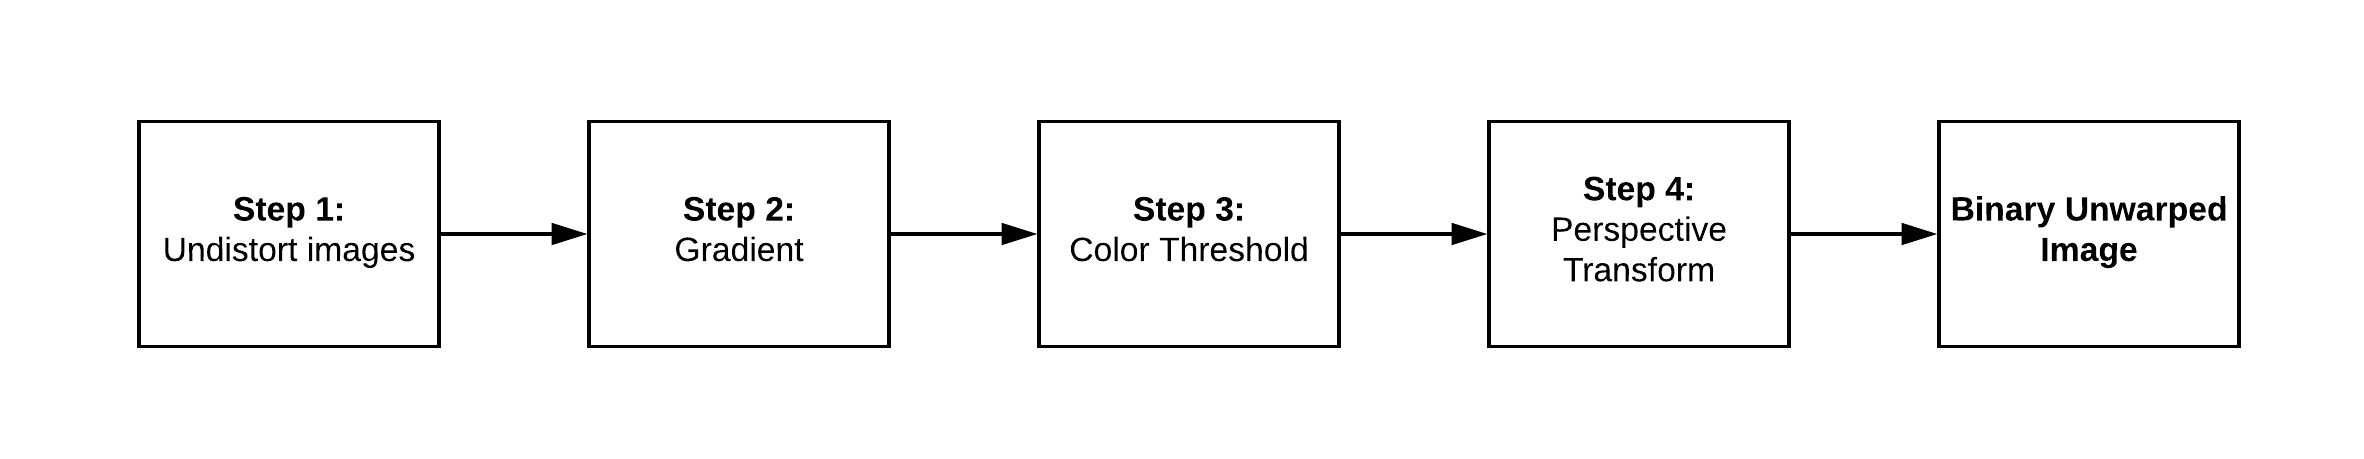 Step 1:
Undistort images
Step 2:
Gradient
Step 3:
Color Threshold
Step 4:
Perspective
Transform
Binary Unwarped
Image